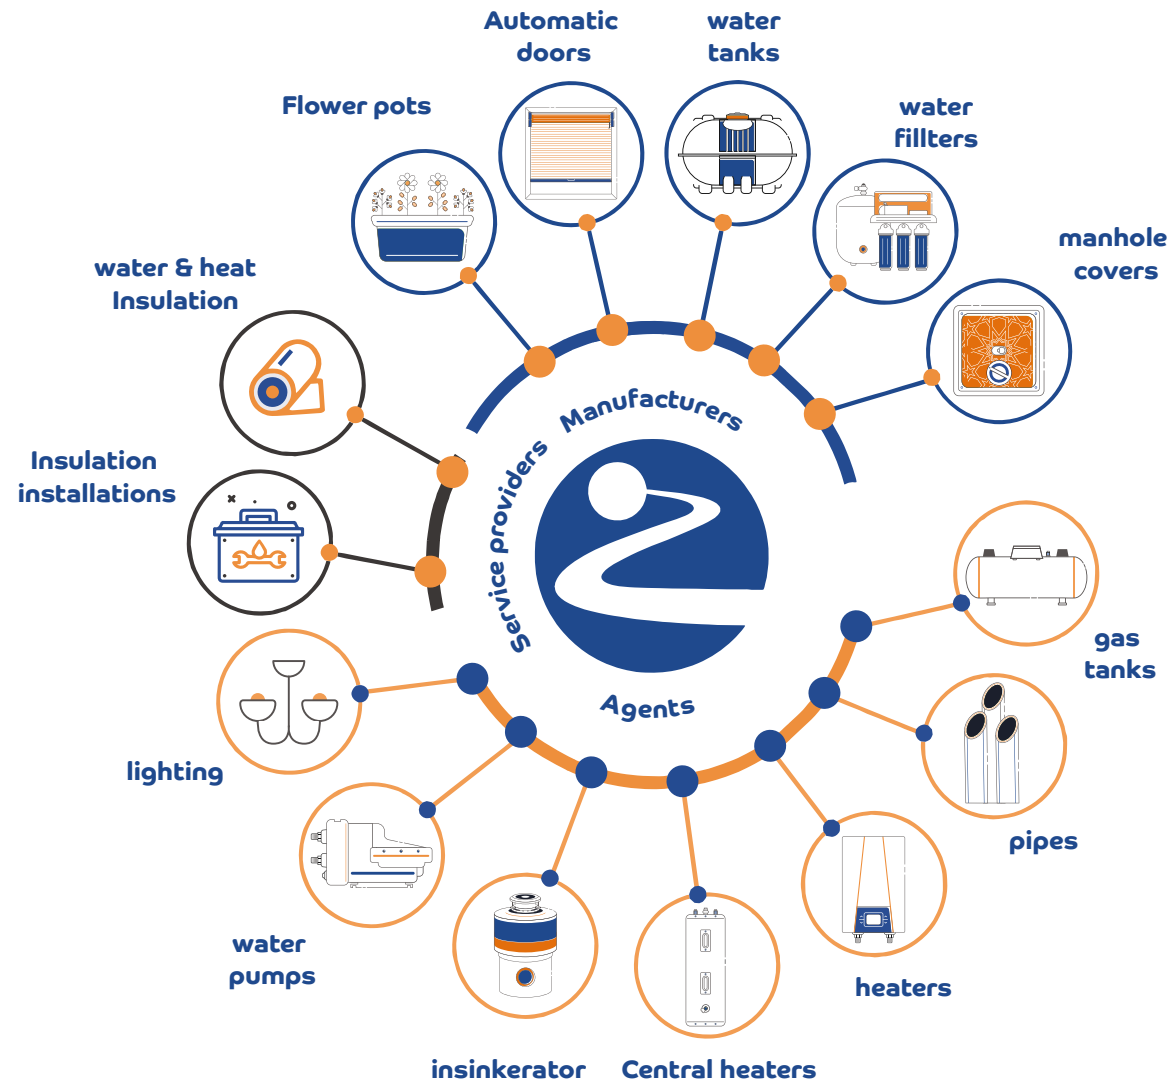 Automatic
doors
water
tanks
Flower pots
water
fillters
manhole
covers
water & heat
Insulation
Insulation
installations
Manufacturers
Service providers
Agents
gas
tanks
pipes
heaters
Central heaters
insinkerator
water
pumps
lighting